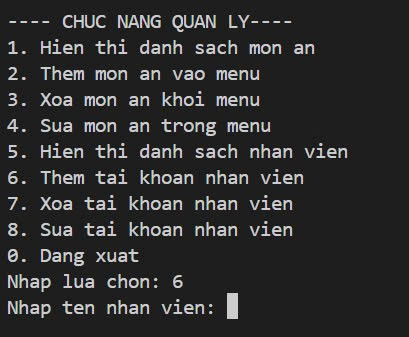 ---- CHUC NANG QUAN LY----
1. Hien thi danh sach mon an
2. Them mon an vao menu
3. Xoa mon an khoi menu
4. Sua mon an trong menu
5. Hien thi danh sach nhan vien
6. Them tai khoan nhan vien
7. Xoa tai khoan nhan vien
8. Sua tai khoan nhan vien
0. Dang xuat
Nhap lua chon: 6
Nhap ten nhan vien: